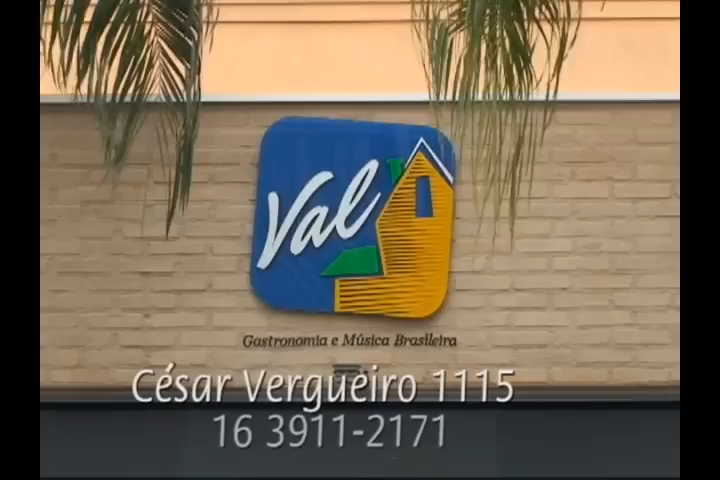 Val
Gastronomia e Música Brasileira
César Vergueiro 1115
16 3911-2171